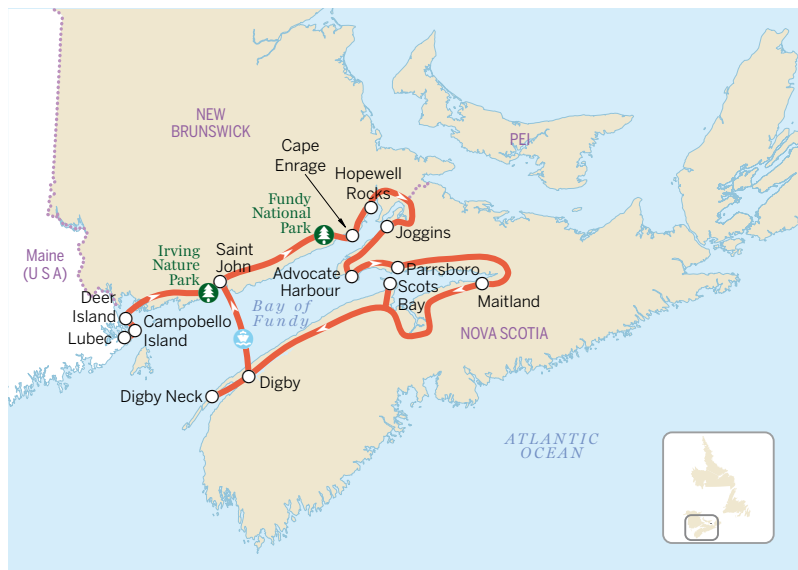 NEW
BRUNSWICK
PEI
Cape
Enrage
Hopewell
Rocks
Fundy
National
Park
Joggins
Irving
Nature
Park
Saint
John
Maine
(U S A)
Advocate
Harbour
Parrsboro
Scots
Bay
Maitland
Deer
Island
Bay of
Fundy
Campobello
Island
Lubec
NOVA SCOTIA
Digby
Digby Neck
ATLANTIC
OCEAN